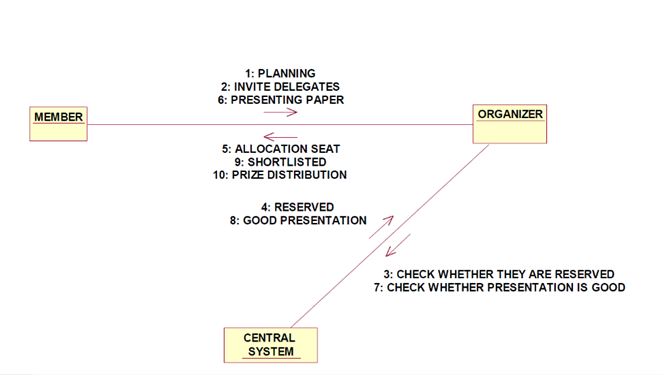 1: PLANNING
2: INVITE DELEGATES
6: PRESENTING PAPER
MEMBER
ORGANIZER
5: ALLOCATION SEAT
9: SHORTLISTED
10: PRIZE DISTRIBUTION
4: RESERVED
8: GOOD PRESENTATION
3: CHECK WHETHER THEY ARE RESERVED
7: CHECK WHETHER PRESENTATION IS GOOD
CENTRAL
SYSTEM